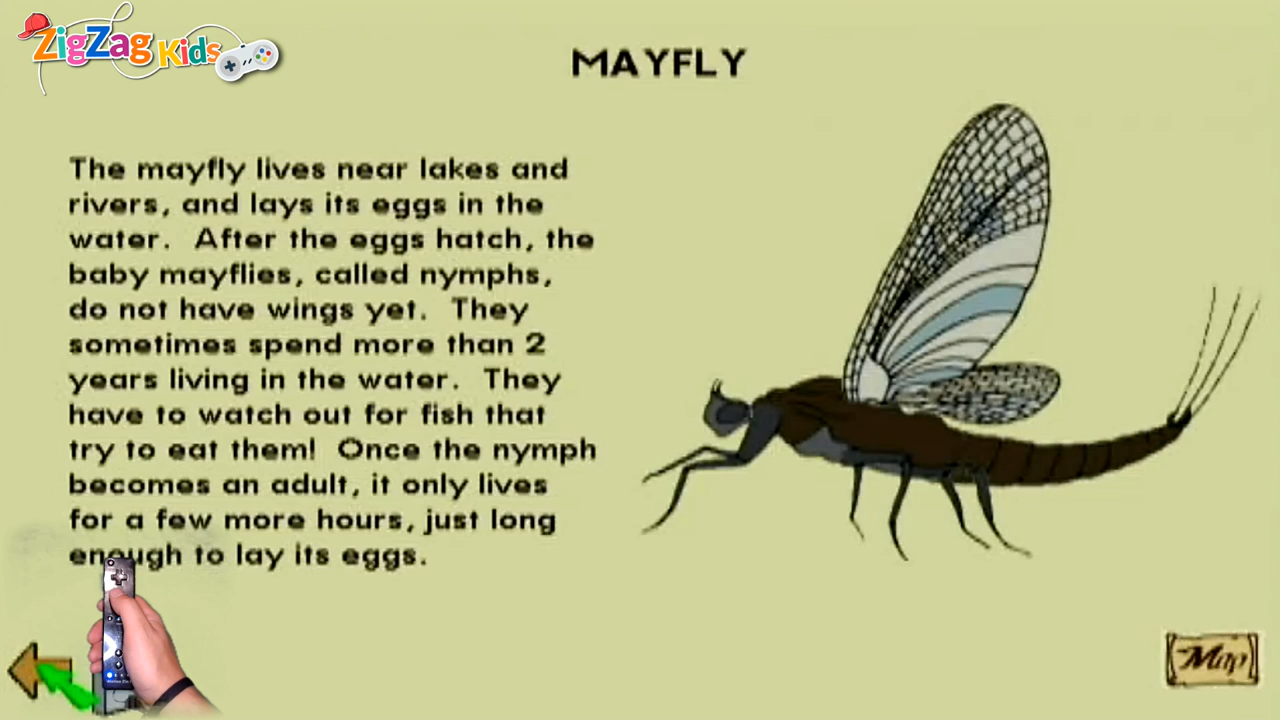 ZigZag Kids
MAYFLY
The mayfly lives near lakes and
rivers, and lays its eggs in the
water. After the eggs hatch, the
baby mayflies, called nymphs,
do not have wings yet. They
sometimes spend more than 2
years living in the water. They
have to watch out for fish that
try to eat them! Once the nymph
becomes an adult, it only lives
for a few more hours, just long
enough to lay its eggs.
Map